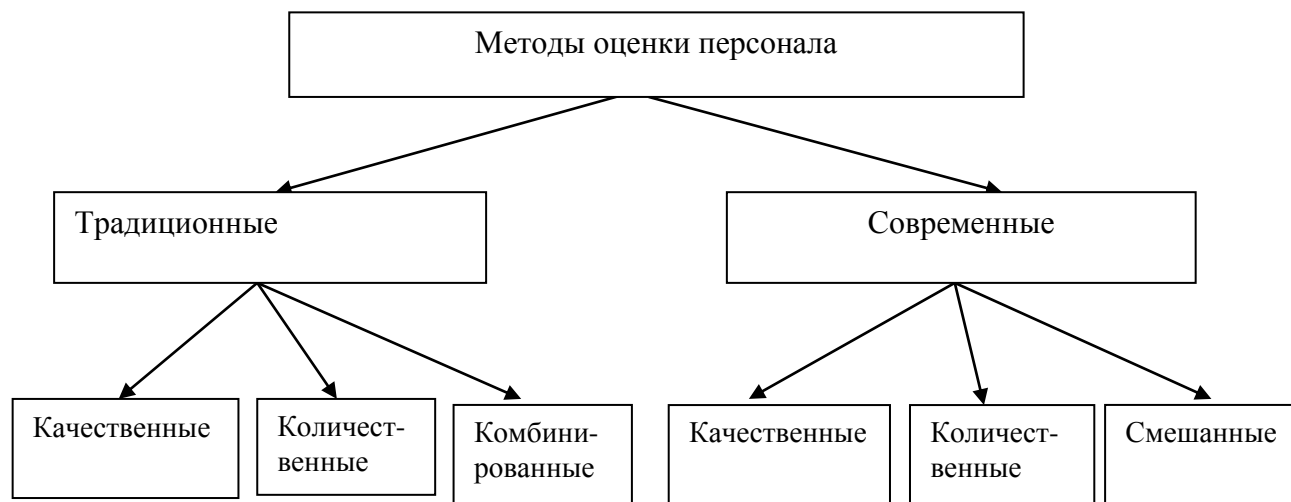 Методы оценки персонала
Традиционные
Современные
Качественные
Количест-
венные
Комбини-
рованные
Качественные
Количест-
венные
Смешанные